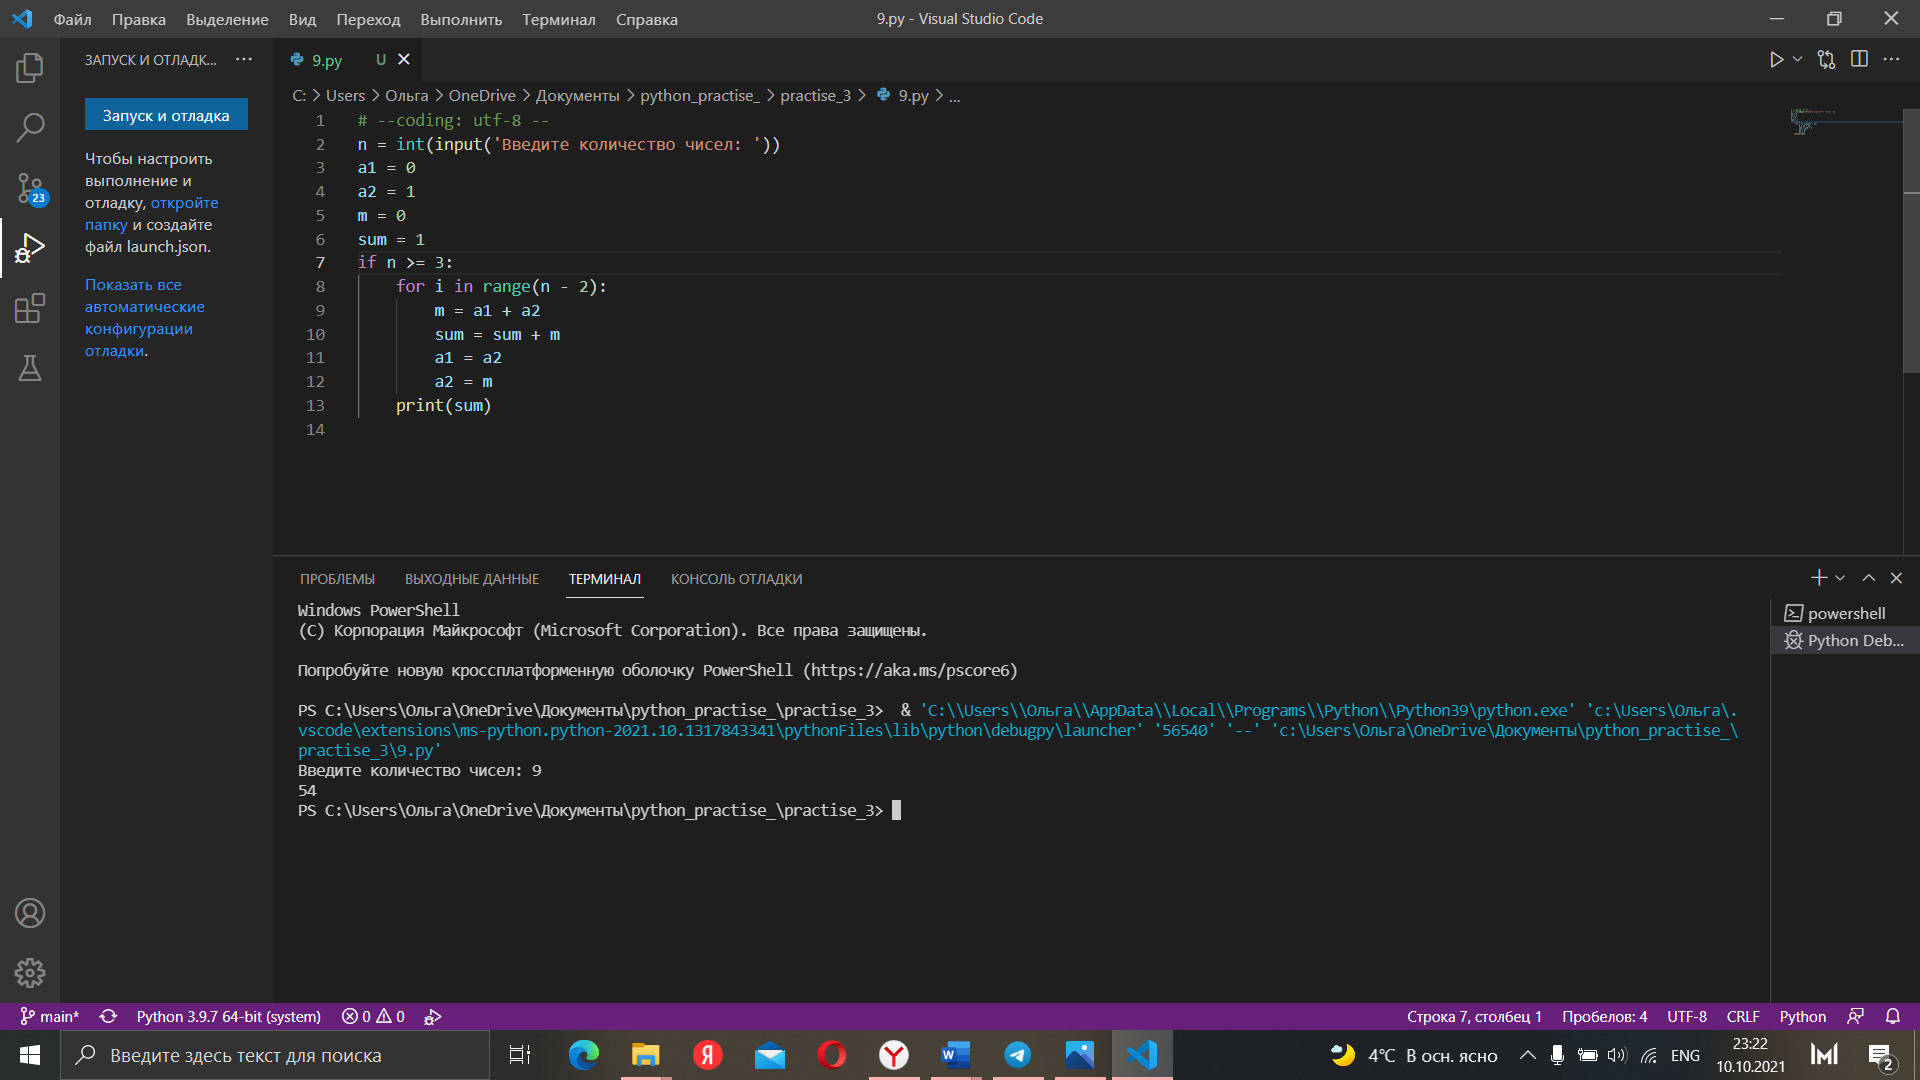 Файл Правка Выделение Вид Переход Выполнить Терминал Справка
9.py - Visual Studio Code
ЗАПУСК И ОТЛАДК... ···
Запуск и отладка
Чтобы настроить
выполнение и
отладку, откройте
папку и создайте
файл launch.json.
Показать все
автоматические
конфигурации
отладки.
23
9.py U
C: > Users > Ольга > OneDrive > Документы > python_practise_ > practise_3 > 9.py > ...
1 # --coding: utf-8 --
2 n = int(input('Введите количество чисел: '))
3 a1 = 0
4 a2 = 1
5 m = 0
6 sum = 1
7 if n >= 3:
8 for i in range(n - 2):
9 m = a1 + a2
10 sum = sum + m
11 a1 = a2
12 a2 = m
13 print(sum)
14
ПРОБЛЕМЫ ВЫХОДНЫЕ ДАННЫЕ ТЕРМИНАЛ КОНСОЛЬ ОТЛАДКИ
Windows PowerShell
(C) Корпорация Майкрософт (Microsoft Corporation). Все права защищены.
Попробуйте новую кроссплатформенную оболочку PowerShell (https://aka.ms/pscore6)
PS C:\Users\Ольга\OneDrive\Документы\python_practise_\practise_3> & 'C:\\Users\\Ольга\\AppData\\Local\\Programs\\Python\\Python39\python.exe' 'c:\Users\Ольга\.
vscode\extensions\ms-python.python-2021.10.1317843341\pythonFiles\lib\python\debugpy\launcher' '56540' '--' 'c:\Users\Ольга\OneDrive\Документы\python_practise_\
practise_3\9.py'
Введите количество чисел: 9
54
PS C:\Users\Ольга\OneDrive\Документы\python_practise_\practise_3>
powershell
Python Deb...
main* Python 3.9.7 64-bit (system) 0 0
Строка 7, столбец 1 Пробелов: 4 UTF-8 CRLF Python
Введите здесь текст для поиска
4°C В осн. ясно ENG
23:22
10.10.2021
2